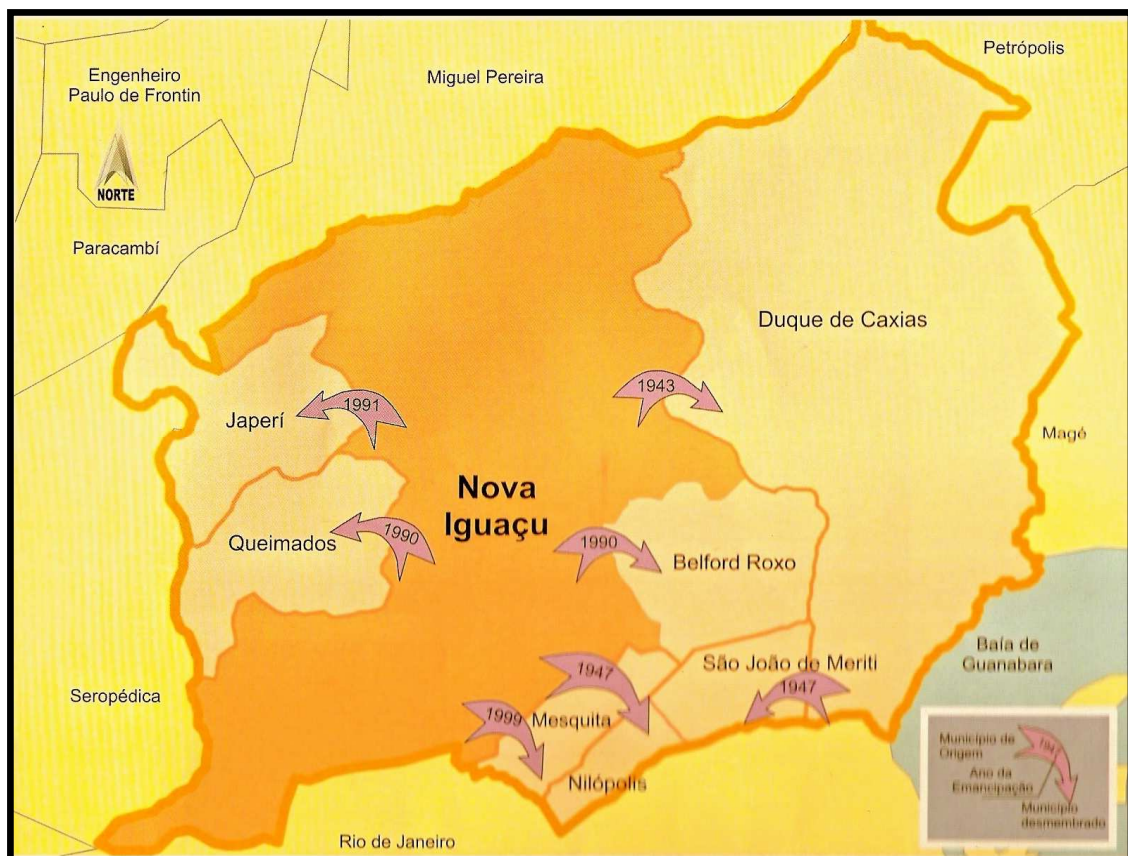 Engenheiro
Paulo de Frontin
NORTE
Miguel Pereira
Petrópolis
Paracambí
Duque de Caxias
1943
1991
Japerí
Magé
Nova
Iguaçu
Queimados
1990
1990
Belford Roxo
São João de Meriti
Baía de
Guanabara
Seropédica
1947
1947
1999
Mesquita
Nilópolis
Rio de Janeiro
Município de
Origem
Ano da
Emancipação
Município
desmembrado